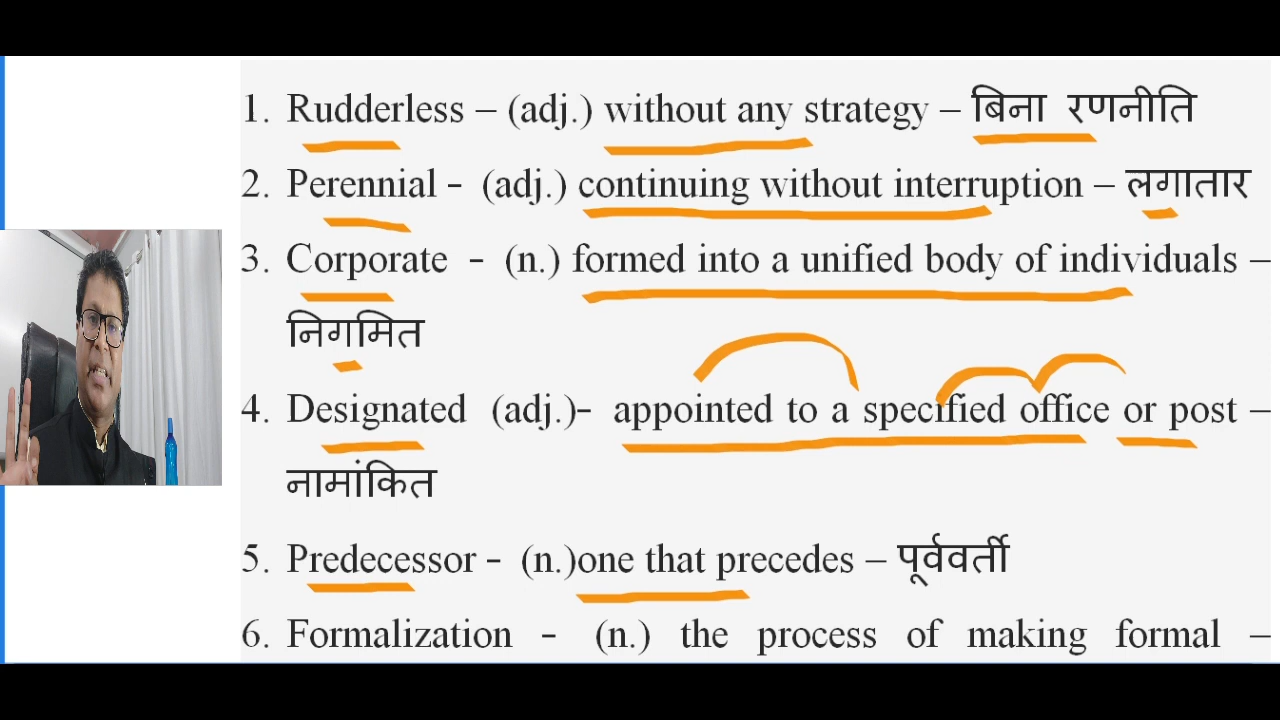 1. Rudderless – (adj.) without any strategy – बिना रणनीति
2. Perennial - (adj.) continuing without interruption – लगातार
3. Corporate - (n.) formed into a unified body of individuals –
निगमित
4. Designated (adj.)- appointed to a specified office or post –
नामांकित
5. Predecessor - (n.)one that precedes – पूर्ववर्ती
6. Formalization - (n.) the process of making formal –